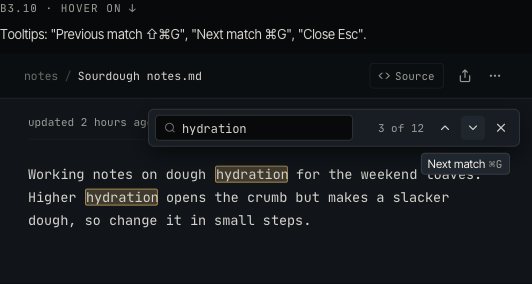 B3.10 · HOVER ON ↓
Tooltips: "Previous match ⇧⌘G", "Next match ⌘G", "Close Esc".
notes / Sourdough notes.md
<> Source
updated 2 hours ag
hydration
3 of 12
Next match ⌘G
Working notes on dough hydration for the weekend loaves.
Higher hydration opens the crumb but makes a slacker
dough, so change it in small steps.